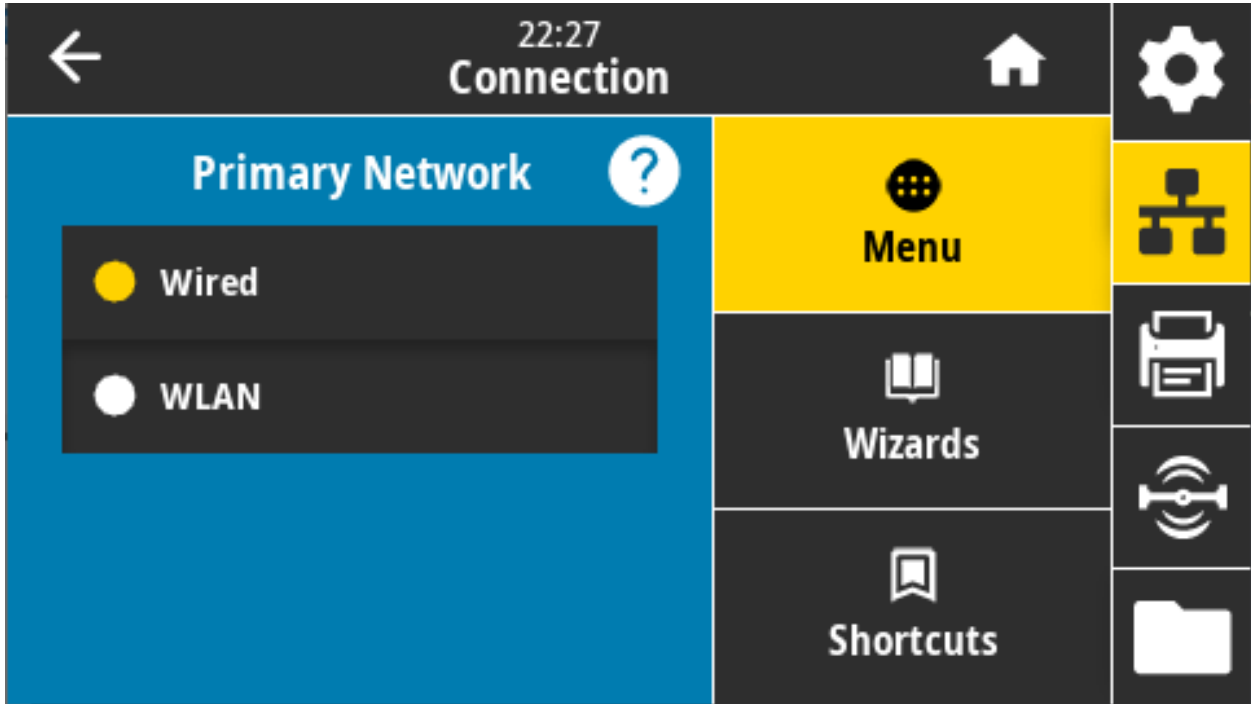 22:27
Connection
Primary Network
?
Wired
WLAN
Menu
Wizards
Shortcuts